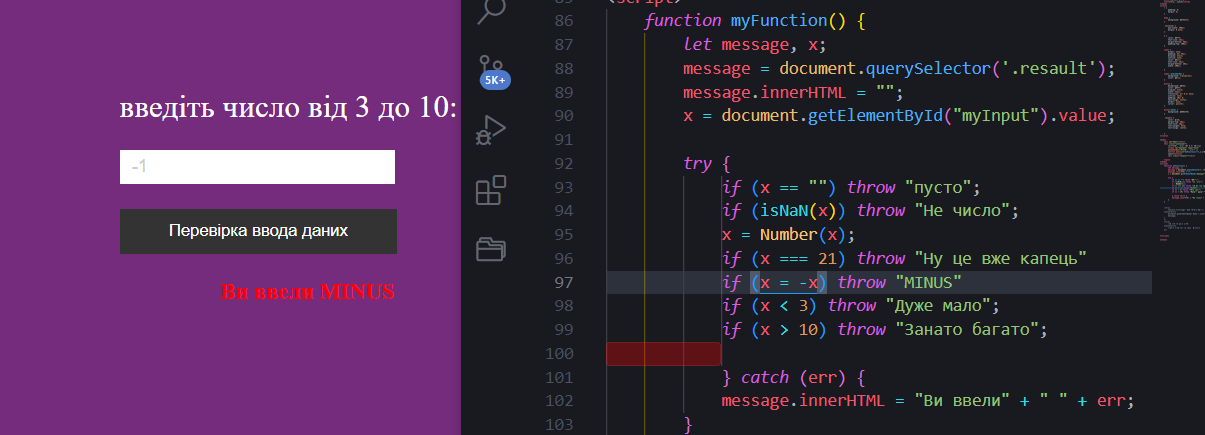 введіть число від 3 до 10:
-1
Перевірка ввода даних
Ви ввели MINUS
5K+
86 function myFunction() {
87 let message, x;
88 message = document.querySelector('.resault');
89 message.innerHTML = "";
90 x = document.getElementById("myInput").value;
91
92 try {
93 if (x == "") throw "пусто";
94 if (isNaN(x)) throw "Не число";
95 x = Number(x);
96 if (x === 21) throw "Ну це вже капець"
97 if (x = -x) throw "MINUS"
98 if (x < 3) throw "Дуже мало";
99 if (x > 10) throw "Занато багато";
100
101 } catch (err) {
102 message.innerHTML = "Ви ввели" + " " + err;
103 }